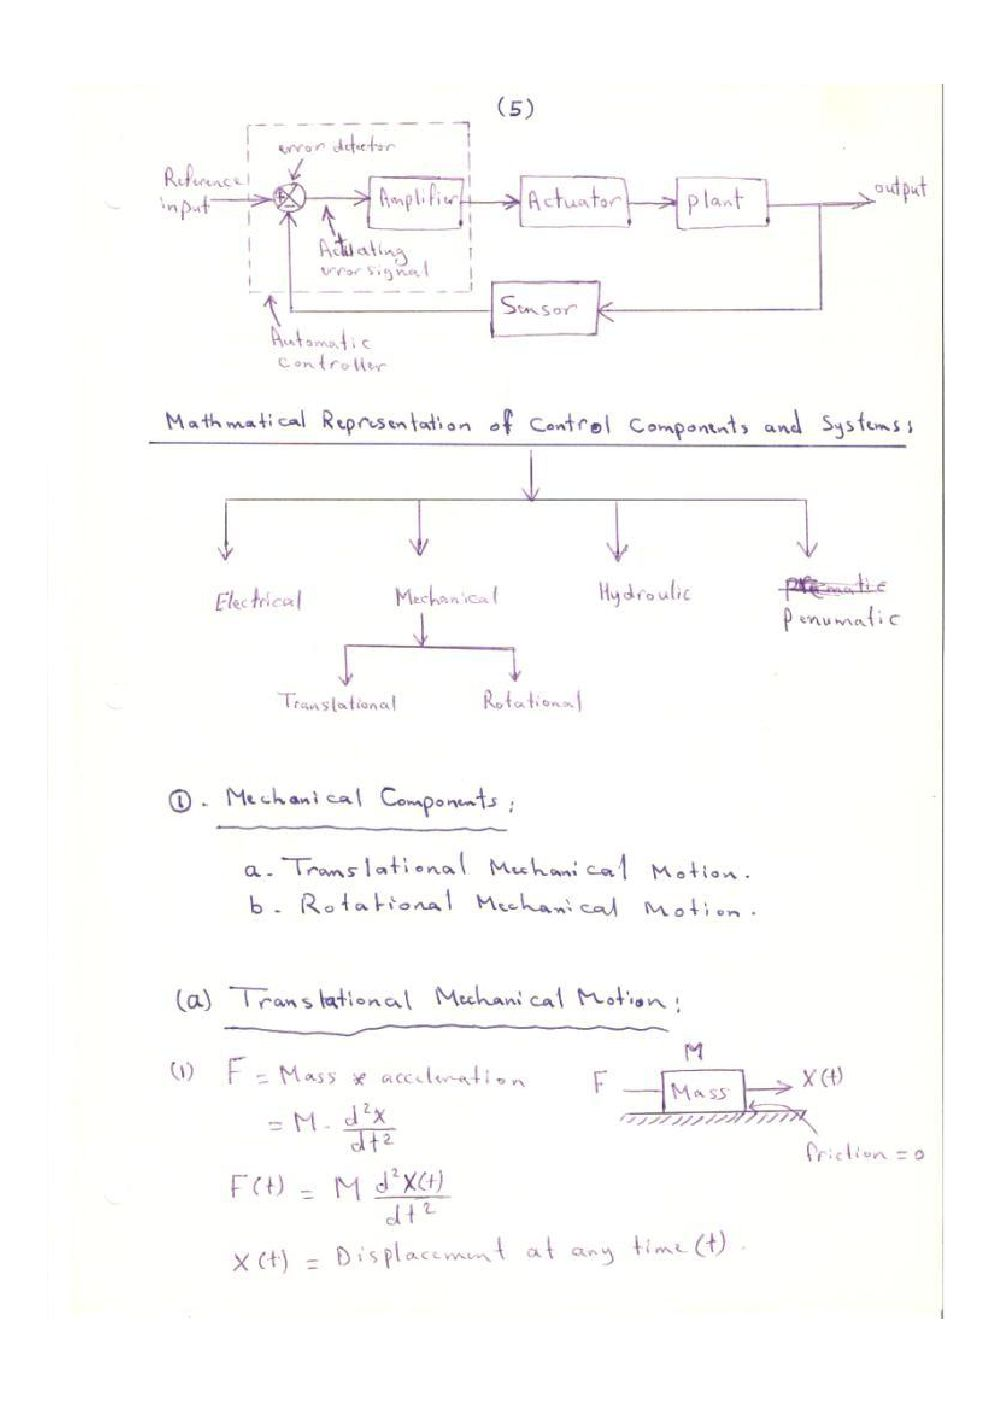 (5)
error detector
Reference
input
Amplifier
Actuator
plant
output
Actuating
error signal
Sensor
Automatic
controller
Mathmatical Representation of Control Components and Systems:
Electrical
Mechanical
Hydroulic
Penumatic
Translational
Rotational
①. Mechanical Components:
a. Translational Mechanical Motion.
b. Rotational Mechanical Motion.
(a) Translational Mechanical Motion:
(1) F = Mass * acceleration
= M. d²x/dt²
F(t) = M d²X(t)/dt²
X(t) = Displacement at any time (t).
M
F
Mass
X(t)
friction = 0